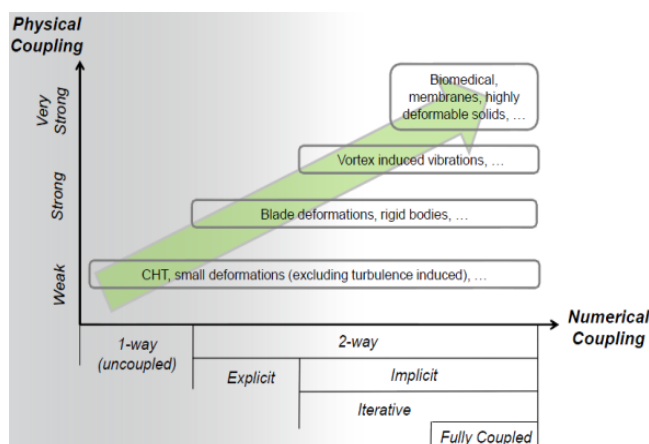 Physical
Coupling
Very
Strong
Biomedical,
membranes, highly
deformable solids, ...
Vortex induced vibrations, ...
Strong
Blade deformations, rigid bodies, ...
Weak
CHT, small deformations (excluding turbulence induced), ...
Numerical
Coupling
1-way
(uncoupled)
2-way
Explicit
Implicit
Iterative
Fully Coupled